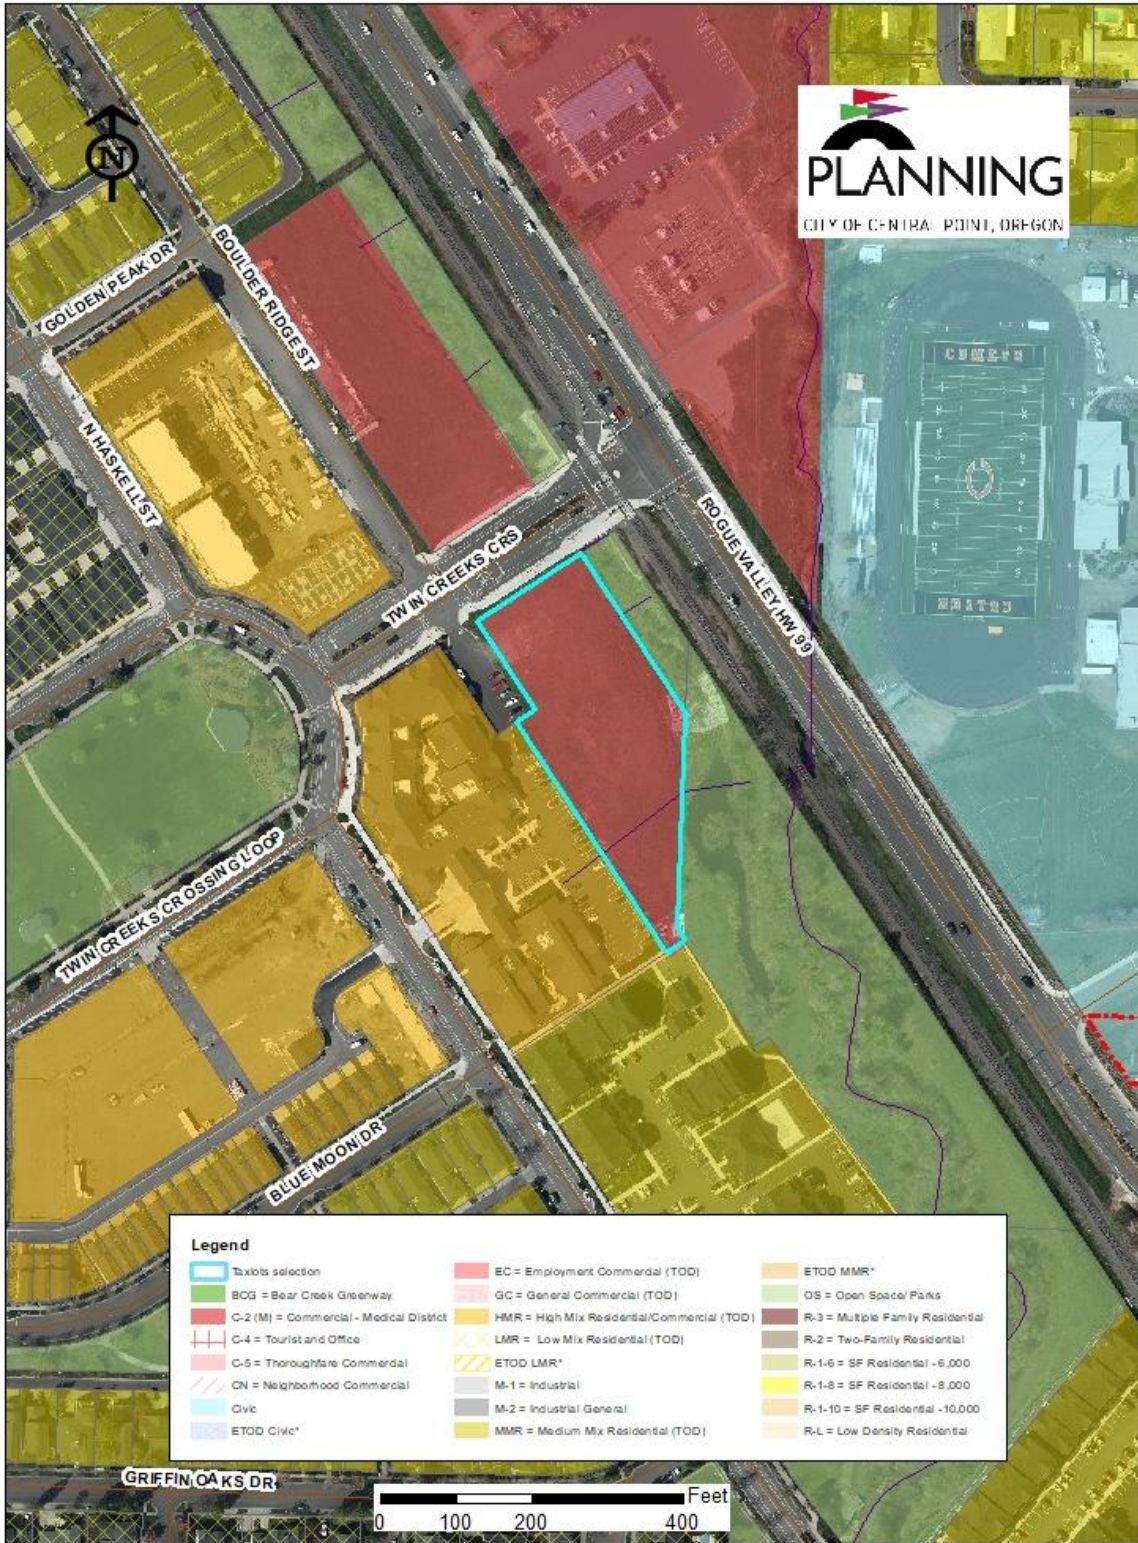 N
PLANNING
CITY OF CENTRAL POINT, OREGON
GOLDEN PEAK DR
BOULDER RIDGE ST
N HASKELL ST
TWIN CREEKS CRS
ROGUE VALLEY HW 99
COMETS
TWIN CREEKS CROSSING LOOP
BLUE MOON DR
Legend
Taxlots selection
BCG = Bear Creek Greenway
C-2 (M) = Commercial - Medical District
C-4 = Tourist and Office
C-5 = Thoroughfare Commercial
CN = Neighborhood Commercial
Civic
ETOD Civic*
EC = Employment Commercial (TOD)
GC = General Commercial (TOD)
HMR = High Mix Residential/Commercial (TOD)
LMR = Low Mix Residential (TOD)
ETOD LMR*
M-1 = Industrial
M-2 = Industrial General
MMR = Medium Mix Residential (TOD)
ETOD MMR*
OS = Open Space/ Parks
R-3 = Multiple Family Residential
R-2 = Two-Family Residential
R-1-6 = SF Residential - 6,000
R-1-8 = SF Residential - 8,000
R-1-10 = SF Residential - 10,000
R-L = Low Density Residential
GRIFFIN OAKS DR
Feet
0 100 200 400